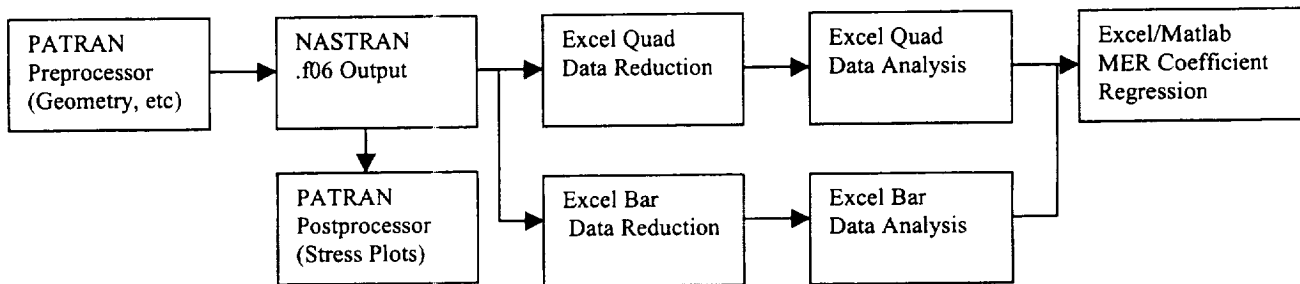 PATRAN
Preprocessor
(Geometry, etc)
NASTRAN
.f06 Output
Excel Quad
Data Reduction
Excel Quad
Data Analysis
Excel/Matlab
MER Coefficient
Regression
PATRAN
Postprocessor
(Stress Plots)
Excel Bar
Data Reduction
Excel Bar
Data Analysis